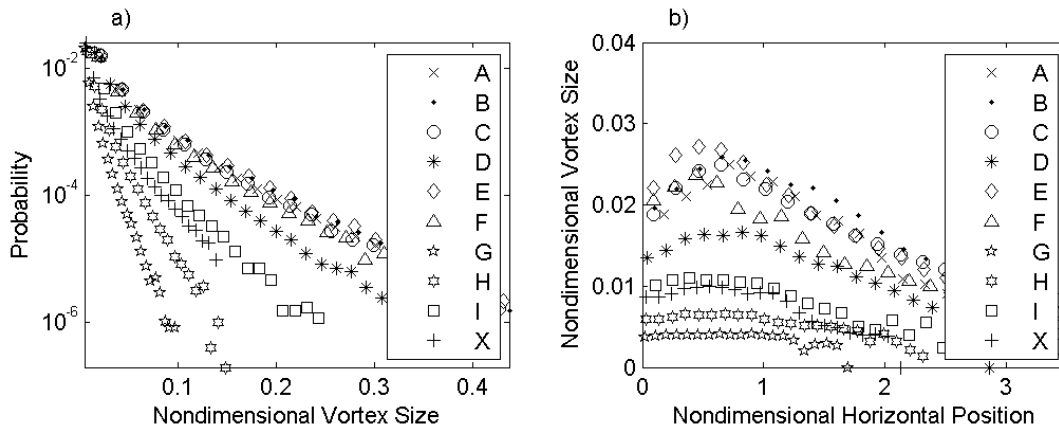 a)
Probability
10^-2
10^-4
10^-6
0.1
0.2
0.3
0.4
Nondimensional Vortex Size
A
B
C
D
E
F
G
H
I
X
b)
Nondimensional Vortex Size
0.04
0.03
0.02
0.01
0
0
1
2
3
Nondimensional Horizontal Position
A
B
C
D
E
F
G
H
I
X